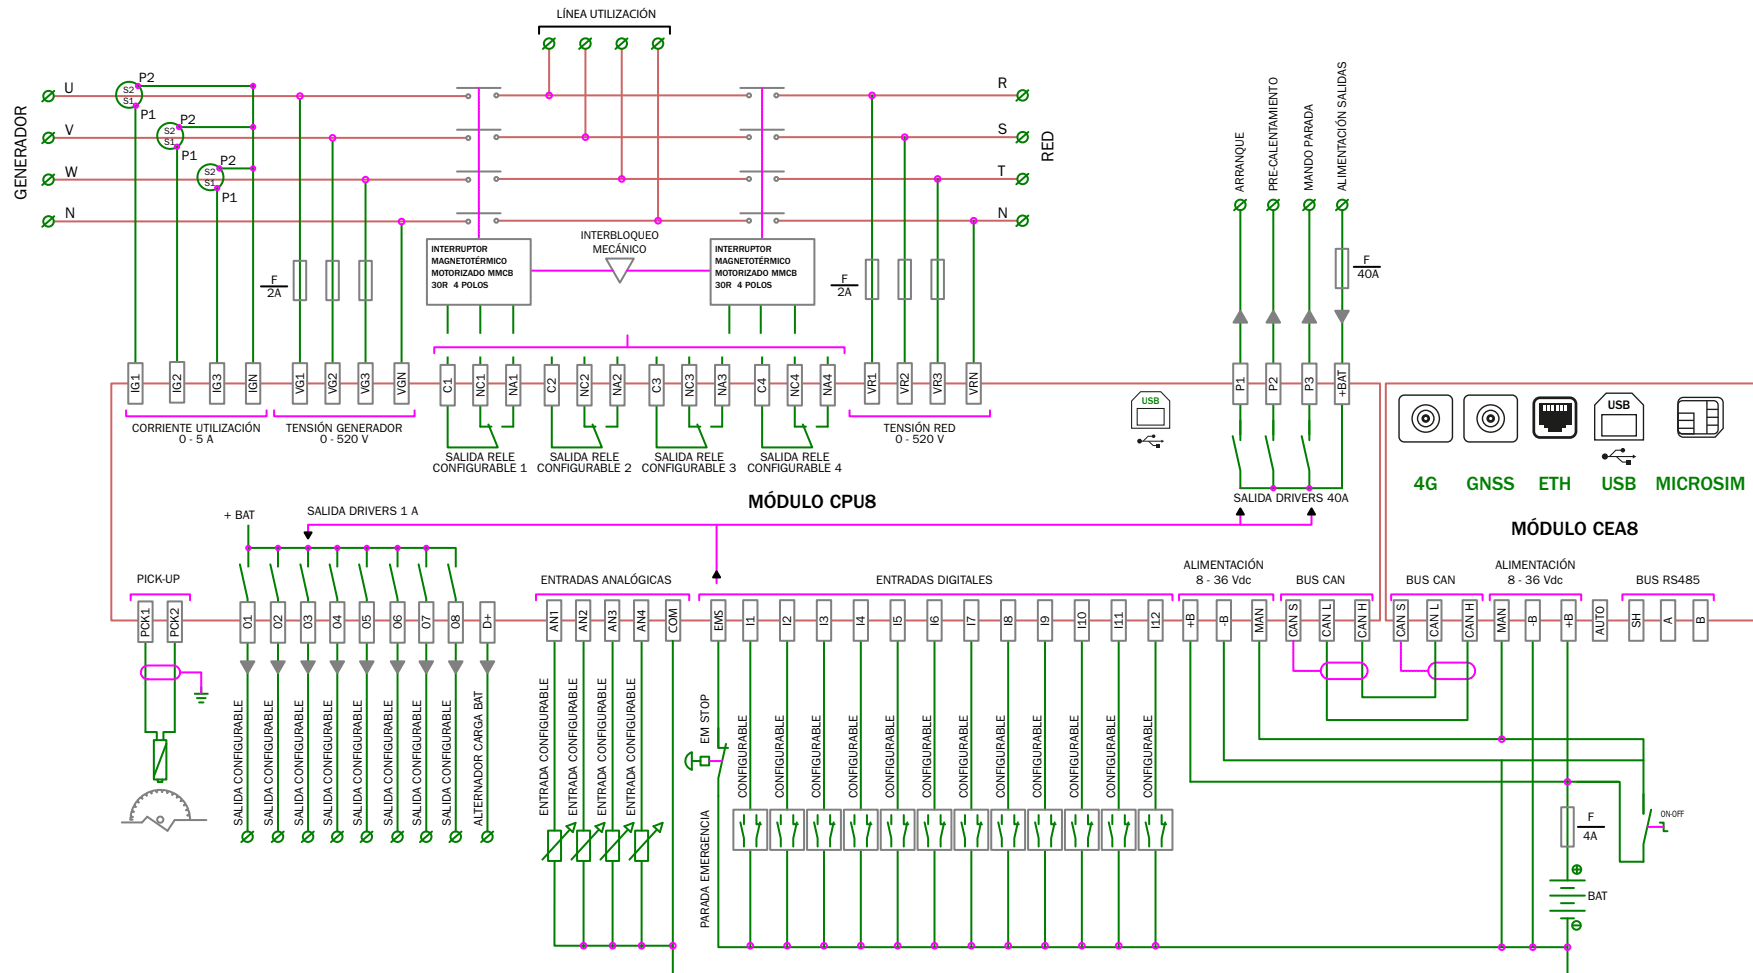 LÍNEA UTILIZACIÓN
GENERADOR
U
V
W
N
P2
S2
S1
P1
P2
S2
S1
P1
P2
S2
S1
P1
R
S
T
N
RED
INTERRUPTOR
MAGNETOTÉRMICO
MOTORIZADO MMCB
3OR 4 POLOS
INTERBLOQUEO
MECÁNICO
INTERRUPTOR
MAGNETOTÉRMICO
MOTORIZADO MMCB
3OR 4 POLOS
F
2A
F
2A
ARRANQUE
PRE-CALENTAMIENTO
MANDO PARADA
ALIMENTACIÓN SALIDAS
F
40A
IG1
IG2
IG3
IGN
VG1
VG2
VG3
VGN
C1
NC1
NA1
C2
NC2
NA2
C3
NC3
NA3
C4
NC4
NA4
VR1
VR2
VR3
VRN
P1
P2
P3
+BAT
CORRIENTE UTILIZACIÓN
0 - 5 A
TENSIÓN GENERADOR
0 - 520 V
SALIDA RELE
CONFIGURABLE 1
SALIDA RELE
CONFIGURABLE 2
SALIDA RELE
CONFIGURABLE 3
SALIDA RELE
CONFIGURABLE 4
TENSIÓN RED
0 - 520 V
USB
SALIDA DRIVERS 40A
USB
4G
GNSS
ETH
USB
MICROSIM
MÓDULO CPU8
MÓDULO CEA8
+ BAT
SALIDA DRIVERS 1 A
PICK-UP
ENTRADAS ANALÓGICAS
ENTRADAS DIGITALES
ALIMENTACIÓN
8 - 36 Vdc
BUS CAN
BUS CAN
ALIMENTACIÓN
8 - 36 Vdc
BUS RS485
PCK1
PCK2
O1
O2
O3
O4
O5
O6
O7
O8
D+
AN1
AN2
AN3
AN4
COM
EMS
I1
I2
I3
I4
I5
I6
I7
I8
I9
I10
I11
I12
+B
-B
MAN
CAN S
CAN L
CAN H
CAN S
CAN L
CAN H
MAN
-B
+B
AUTO
SH
A
B
SALIDA CONFIGURABLE
SALIDA CONFIGURABLE
SALIDA CONFIGURABLE
SALIDA CONFIGURABLE
SALIDA CONFIGURABLE
SALIDA CONFIGURABLE
SALIDA CONFIGURABLE
SALIDA CONFIGURABLE
ALTERNADOR CARGA BAT
ENTRADA CONFIGURABLE
ENTRADA CONFIGURABLE
ENTRADA CONFIGURABLE
ENTRADA CONFIGURABLE
EM STOP
PARADA EMERGENCIA
CONFIGURABLE
CONFIGURABLE
CONFIGURABLE
CONFIGURABLE
CONFIGURABLE
CONFIGURABLE
CONFIGURABLE
CONFIGURABLE
CONFIGURABLE
CONFIGURABLE
CONFIGURABLE
CONFIGURABLE
F
4A
ON-OFF
BAT